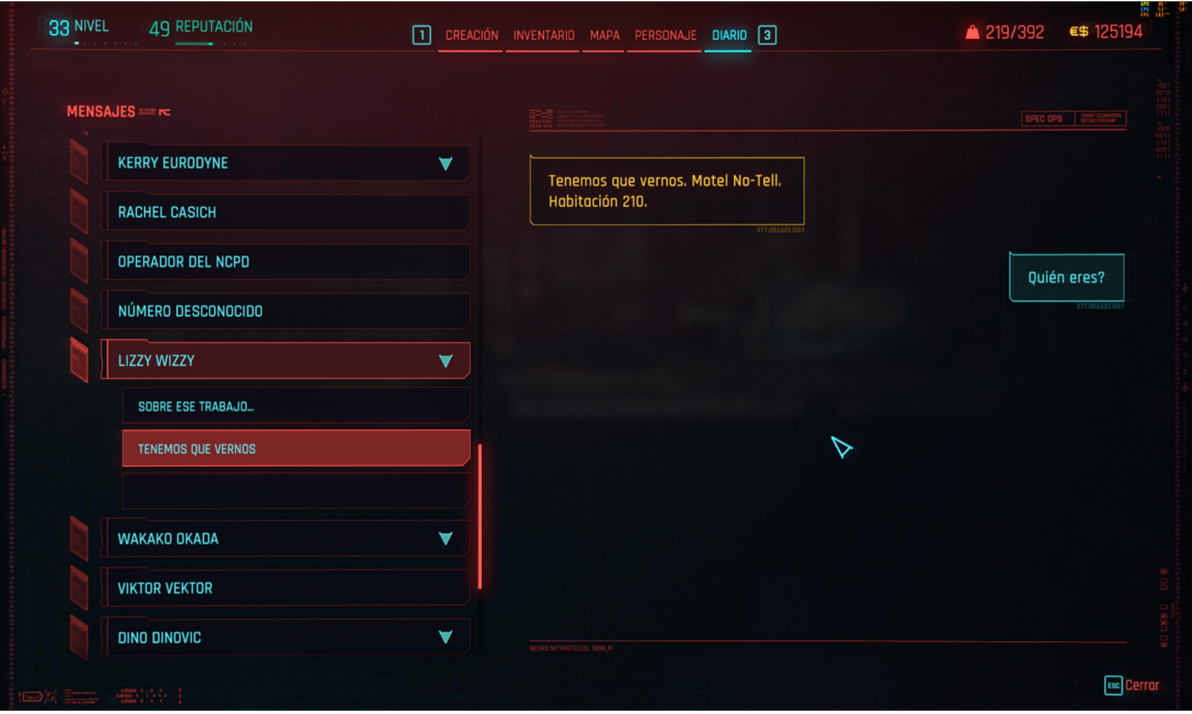 33 NIVEL
49 REPUTACIÓN
1 CREACIÓN INVENTARIO MAPA PERSONAJE DIARIO 3
219/392
€$ 125194
MENSAJES
SPEC OPS
KERRY EURODYNE
RACHEL CASICH
OPERADOR DEL NCPD
NÚMERO DESCONOCIDO
LIZZY WIZZY
SOBRE ESE TRABAJO...
TENEMOS QUE VERNOS
WAKAKO OKADA
VIKTOR VEKTOR
DINO DINOVIC
Tenemos que vernos. Motel No-Tell.
Habitación 210.
Quién eres?
ESC Cerrar